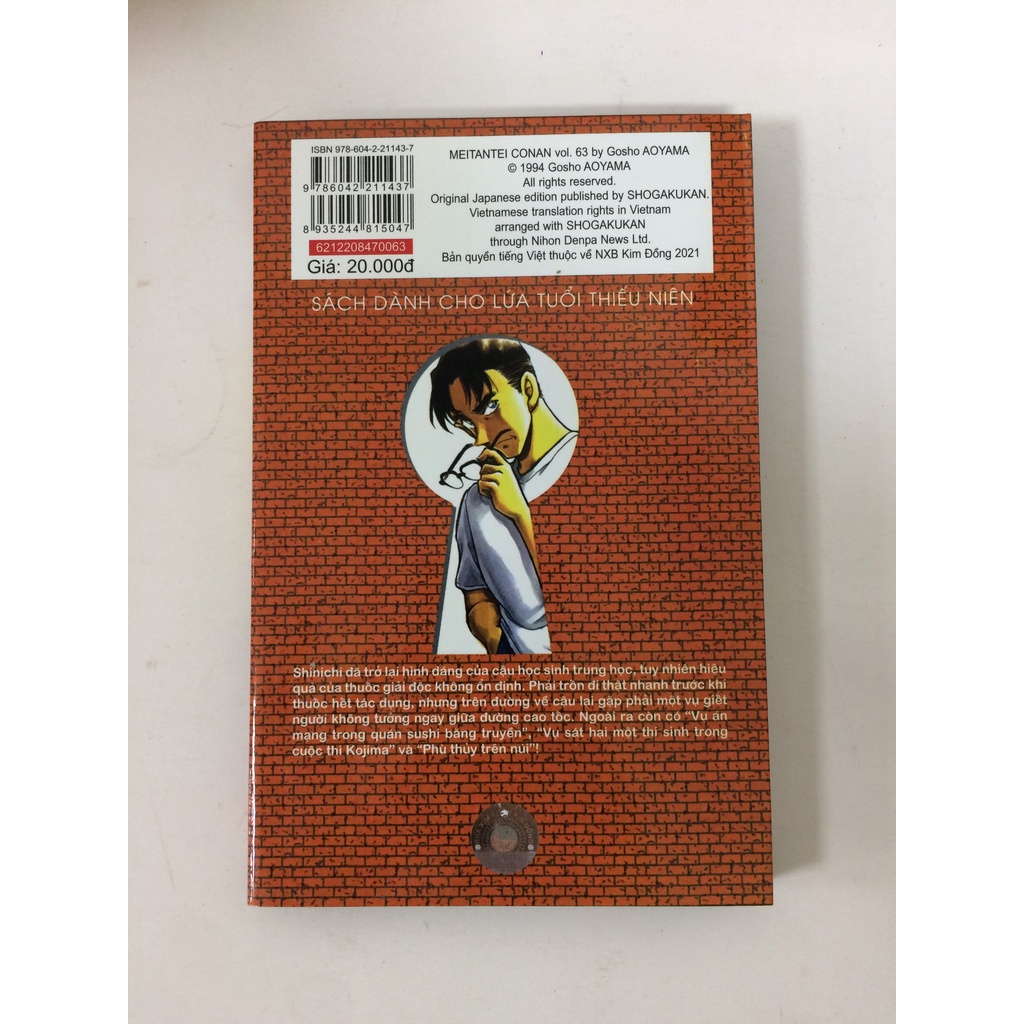 ISBN 978-604-2-21143-7
9 786042 211437
8 935244 815047
6212208470063
Giá: 20.000đ
MEITANTEI CONAN vol. 63 by Gosho AOYAMA
© 1994 Gosho AOYAMA
All rights reserved.
Original Japanese edition published by SHOGAKUKAN.
Vietnamese translation rights in Vietnam
arranged with SHOGAKUKAN
through Nihon Denpa News Ltd.
Bản quyền tiếng Việt thuộc về NXB Kim Đồng 2021
SÁCH DÀNH CHO LỨA TUỔI THIẾU NIÊN
Shinichi đã trở lại hình dáng của cậu học sinh trung học, tuy nhiên hiệu
quả của thuốc giải độc không ổn định. Phải trốn đi thật nhanh trước khi
thuốc hết tác dụng, nhưng trên đường về cậu lại gặp phải một vụ giết
người không tưởng ngay giữa đường cao tốc. Ngoài ra còn có “Vụ án
mạng trong quán sushi băng truyền”, “Vụ sát hại một thí sinh trong
cuộc thi Kojima” và “Phù thủy trên núi”!